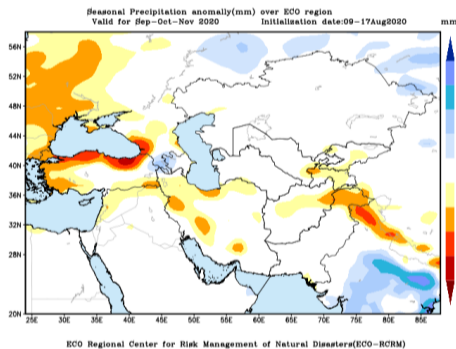 Seasonal Precipitation anomaly(mm) over ECO region
Valid for Sep-Oct-Nov 2020 Initialization date:09-17Aug2020
mm
56N
52N
48N
44N
40N
36N
32N
28N
20N
25E 30E 35E 40E 45E 50E 55E 60E 65E 70E 75E 80E 85E
ECO Regional Center for Risk Management of Natural Disasters(ECO-RCRM)